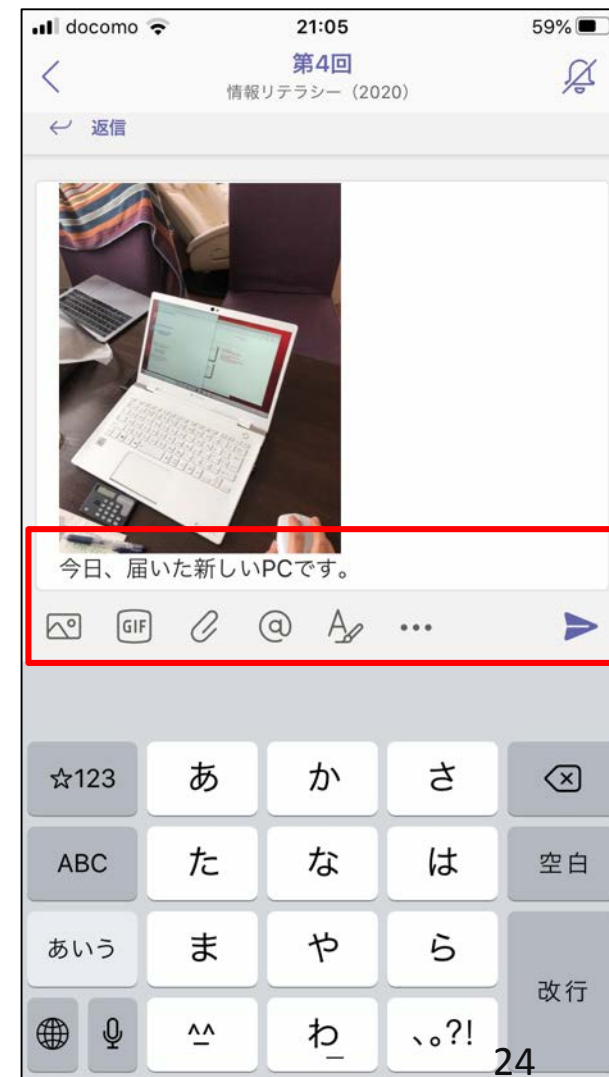 docomo 21:05 59%
第4回
情報リテラシー（2020）
返信
今日、届いた新しいPCです。
GIF @ A ...
☆123 あ か さ
ABC た な は 空白
あいう ま や ら 改行
^^ わ_ 、。?!
24